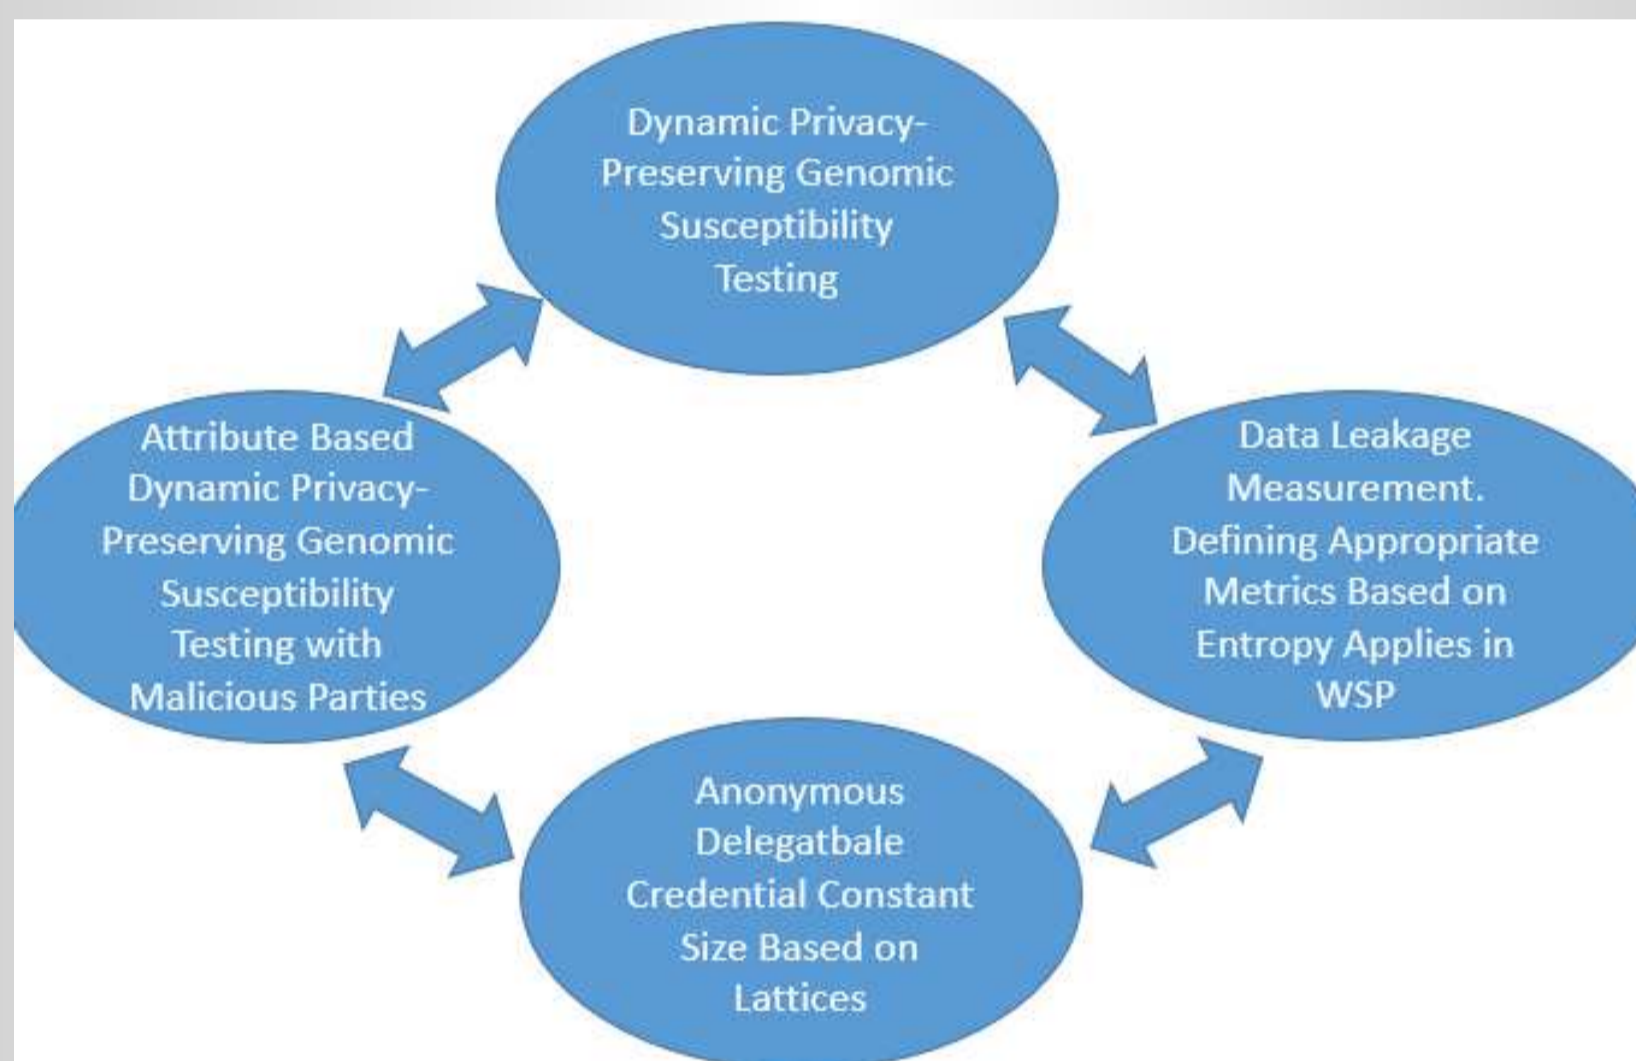 Dynamic Privacy-
Preserving Genomic
Susceptibility
Testing
Attribute Based
Dynamic Privacy-
Preserving Genomic
Susceptibility
Testing with
Malicious Parties
Data Leakage
Measurement.
Defining Appropriate
Metrics Based on
Entropy Applies in
WSP
Anonymous
Delegatbale
Credential Constant
Size Based on
Lattices